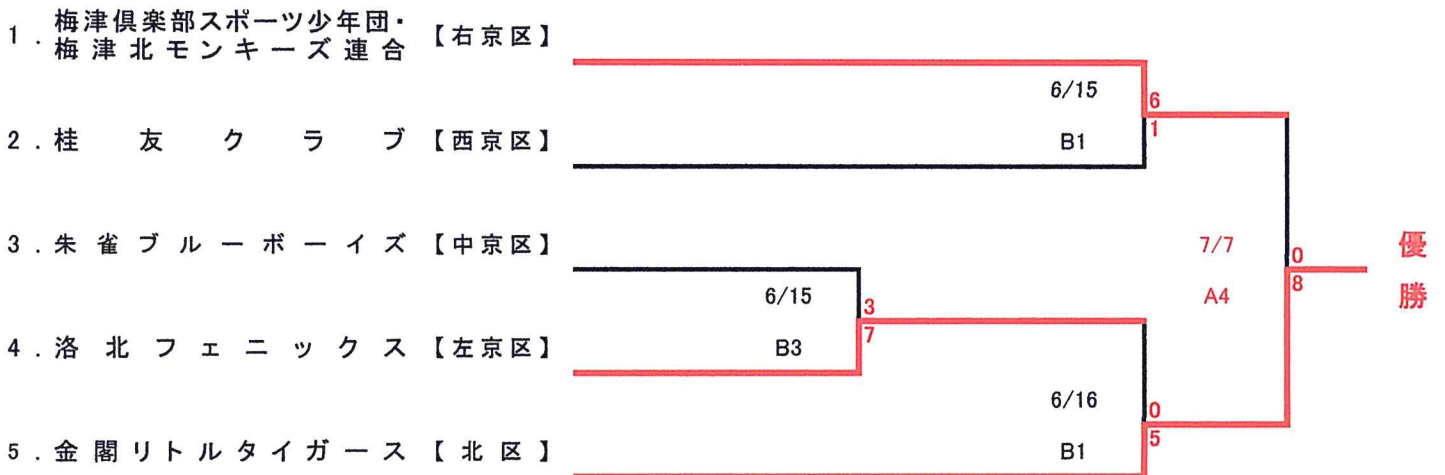 1．梅津倶楽部スポーツ少年団・
梅津北モンキーズ連合 【右京区】
6/15
6
1
B1
2．桂友クラブ 【西京区】
3．朱雀ブルーボーイズ 【中京区】
6/15
3
7
B3
4．洛北フェニックス 【左京区】
6/16
0
5
B1
5．金閣リトルタイガース 【北区】
7/7
0
8
A4
優
勝